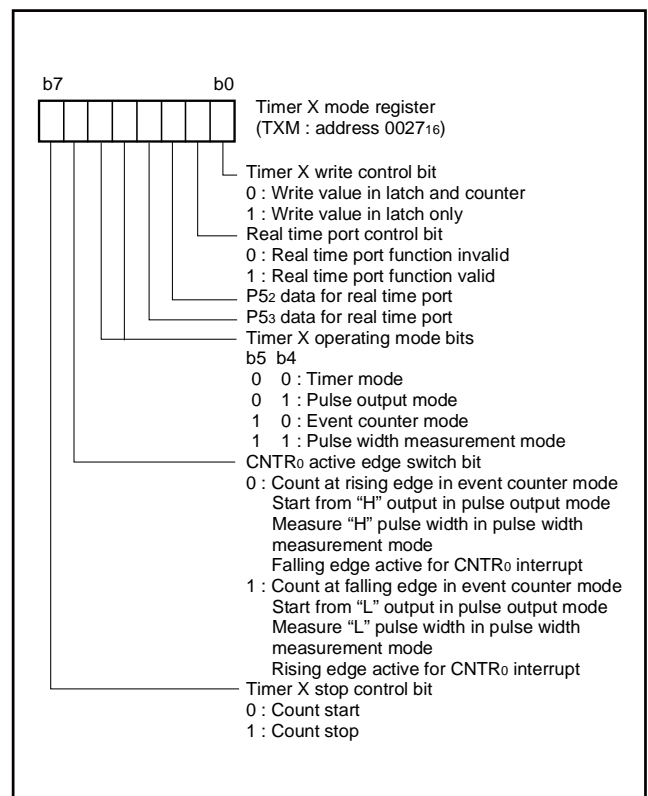 b7 b0
Timer X mode register
(TXM : address 002716)
Timer X write control bit
0 : Write value in latch and counter
1 : Write value in latch only
Real time port control bit
0 : Real time port function invalid
1 : Real time port function valid
P52 data for real time port
P53 data for real time port
Timer X operating mode bits
b5 b4
0 0 : Timer mode
0 1 : Pulse output mode
1 0 : Event counter mode
1 1 : Pulse width measurement mode
CNTR0 active edge switch bit
0 : Count at rising edge in event counter mode
Start from “H” output in pulse output mode
Measure “H” pulse width in pulse width
measurement mode
Falling edge active for CNTR0 interrupt
1 : Count at falling edge in event counter mode
Start from “L” output in pulse output mode
Measure “L” pulse width in pulse width
measurement mode
Rising edge active for CNTR0 interrupt
Timer X stop control bit
0 : Count start
1 : Count stop